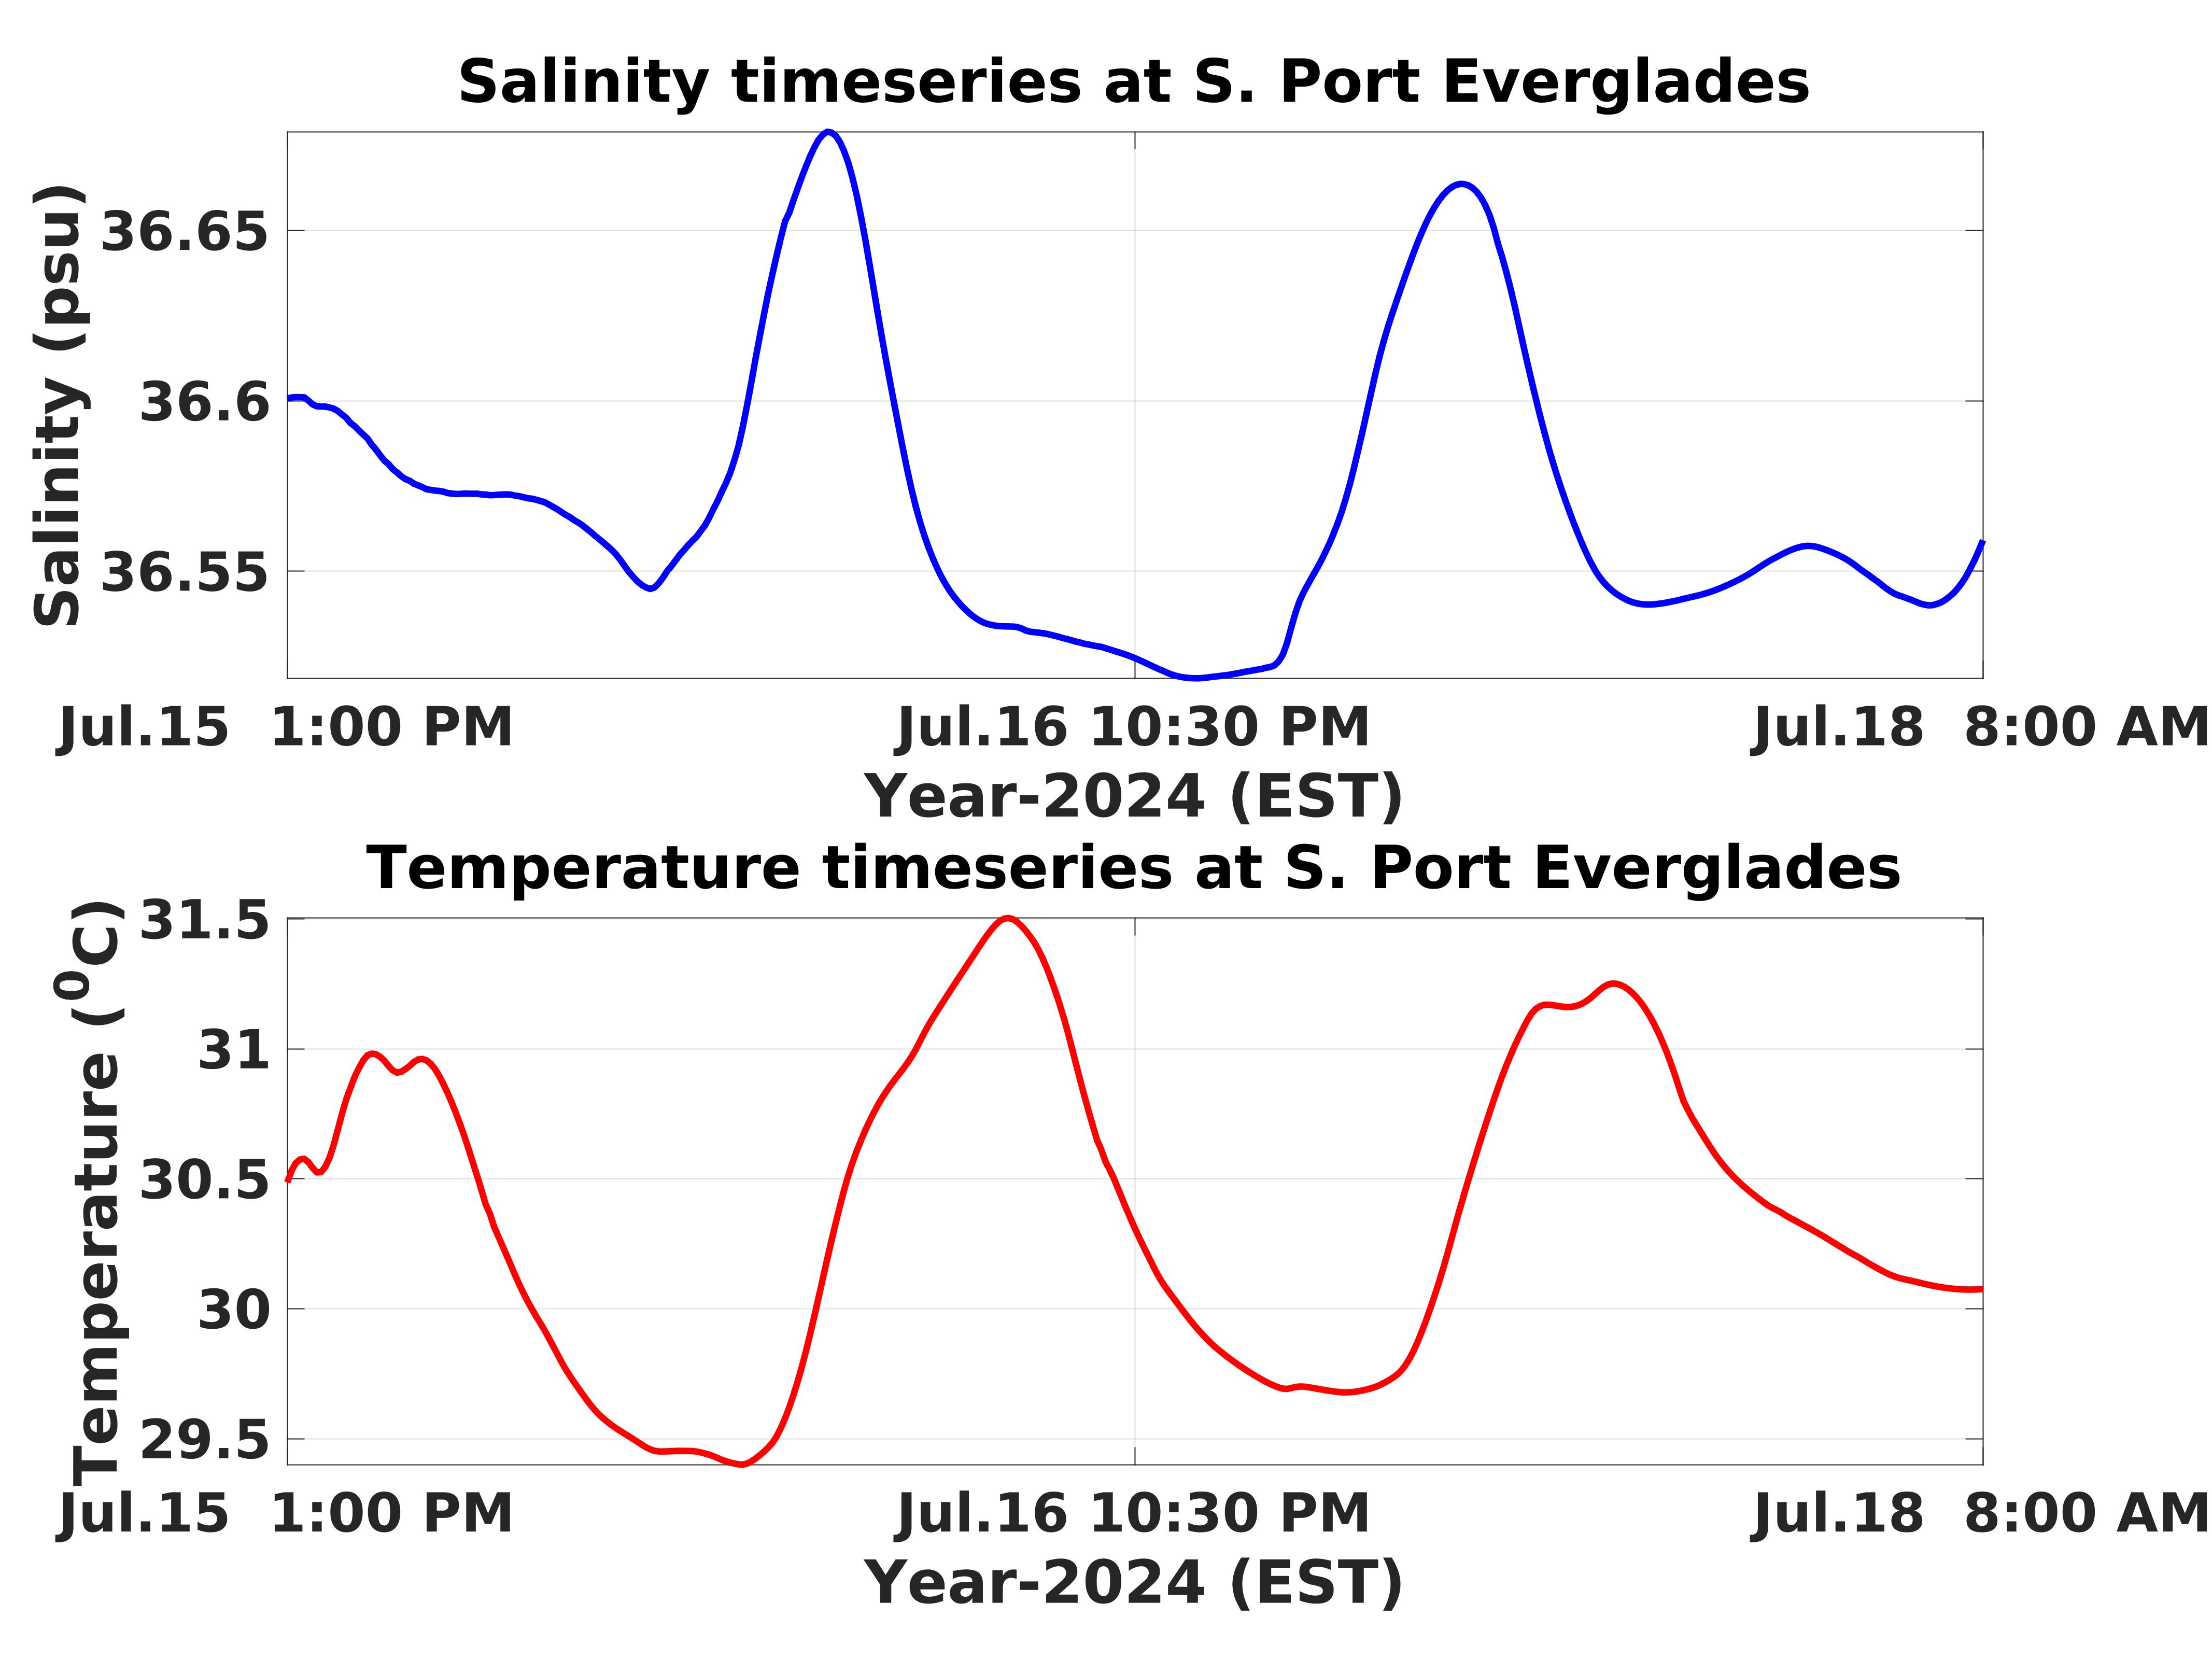 Salinity timeseries at S. Port Everglades
Salinity (psu)
36.65
36.6
36.55
Jul.15  1:00 PM
Jul.16 10:30 PM
Jul.18  8:00 AM
Year-2024 (EST)
Temperature timeseries at S. Port Everglades
Temperature (⁰C)
31.5
31
30.5
30
29.5
Jul.15  1:00 PM
Jul.16 10:30 PM
Jul.18  8:00 AM
Year-2024 (EST)